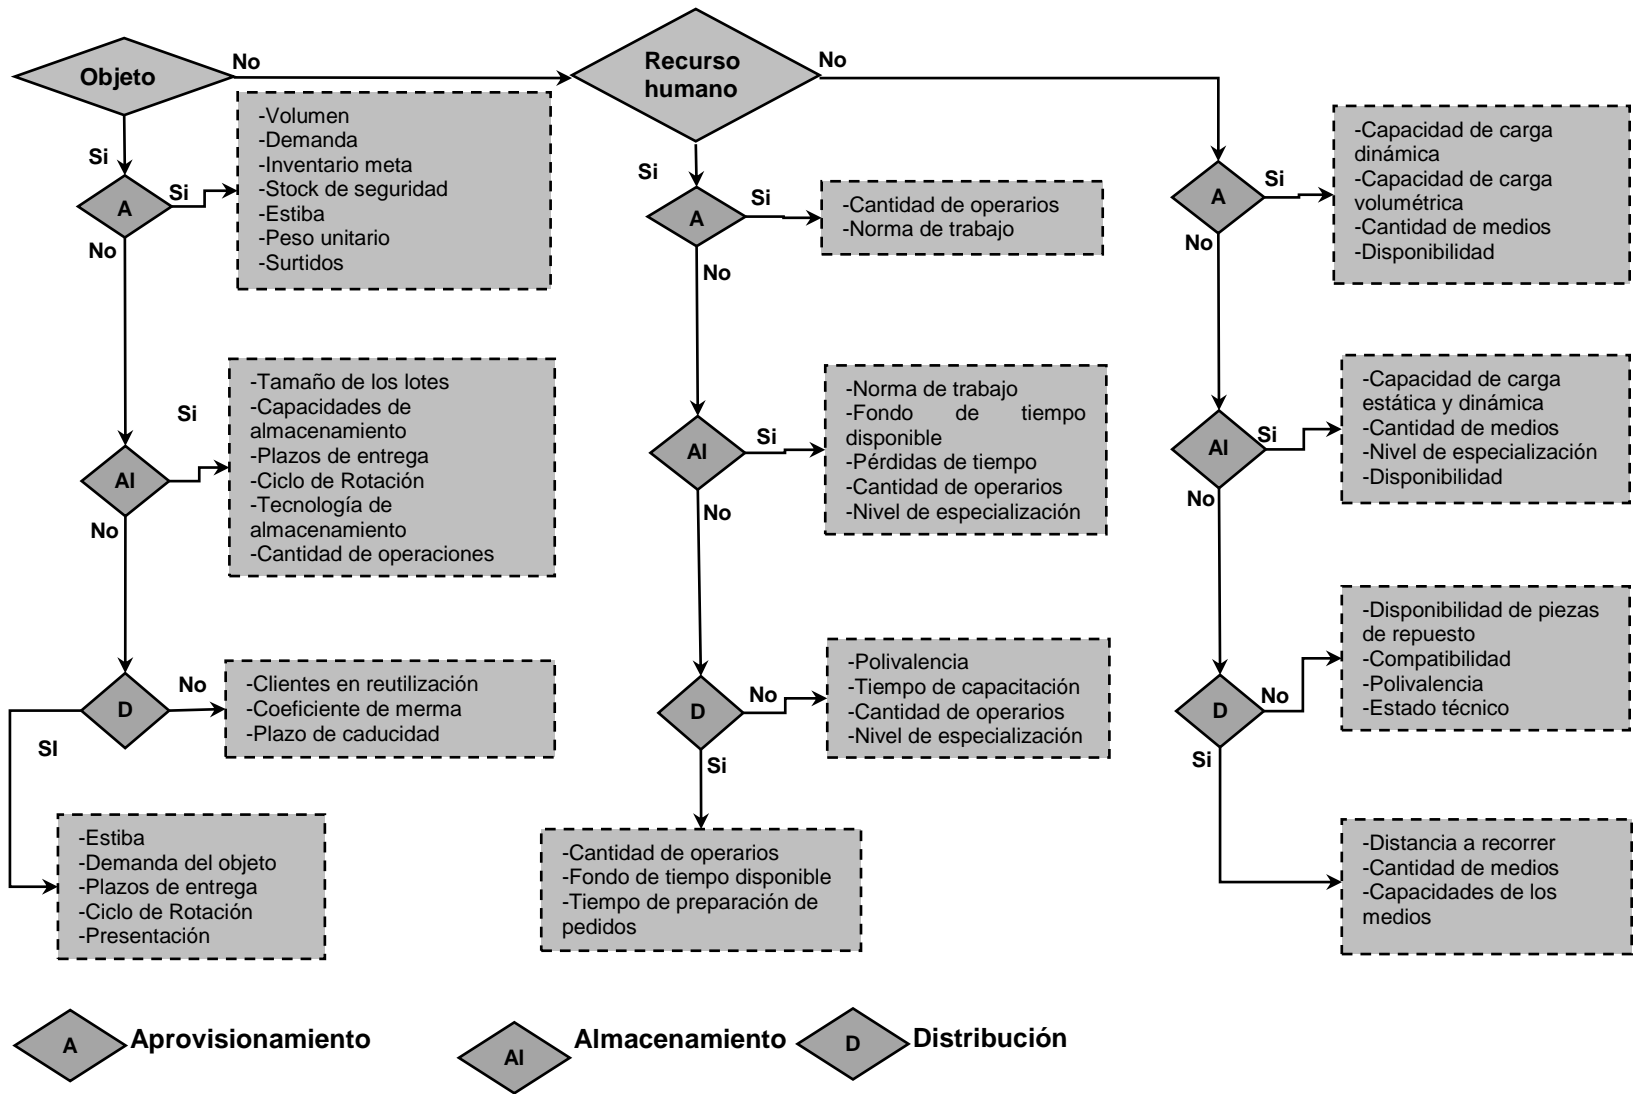 Objeto
No
Recurso
humano
No
Si
-Volumen
-Demanda
-Inventario meta
-Stock de seguridad
-Estiba
-Peso unitario
-Surtidos
A
Si
No
Si
A
Si
-Cantidad de operarios
-Norma de trabajo
No
A
Si
-Capacidad de carga
dinámica
-Capacidad de carga
volumétrica
-Cantidad de medios
-Disponibilidad
No
Si
-Tamaño de los lotes
-Capacidades de
almacenamiento
-Plazos de entrega
-Ciclo de Rotación
-Tecnología de
almacenamiento
-Cantidad de operaciones
Al
No
Al
Si
-Norma de trabajo
-Fondo de tiempo
disponible
-Pérdidas de tiempo
-Cantidad de operarios
-Nivel de especialización
No
Al
Si
-Capacidad de carga
estática y dinámica
-Cantidad de medios
-Nivel de especialización
-Disponibilidad
No
D
No
-Clientes en reutilización
-Coeficiente de merma
-Plazo de caducidad
SI
D
No
-Polivalencia
-Tiempo de capacitación
-Cantidad de operarios
-Nivel de especialización
Si
D
No
-Disponibilidad de piezas
de repuesto
-Compatibilidad
-Polivalencia
-Estado técnico
Si
-Estiba
-Demanda del objeto
-Plazos de entrega
-Ciclo de Rotación
-Presentación
-Cantidad de operarios
-Fondo de tiempo disponible
-Tiempo de preparación de
pedidos
-Distancia a recorrer
-Cantidad de medios
-Capacidades de los
medios
A
Aprovisionamiento
Al
Almacenamiento
D
Distribución